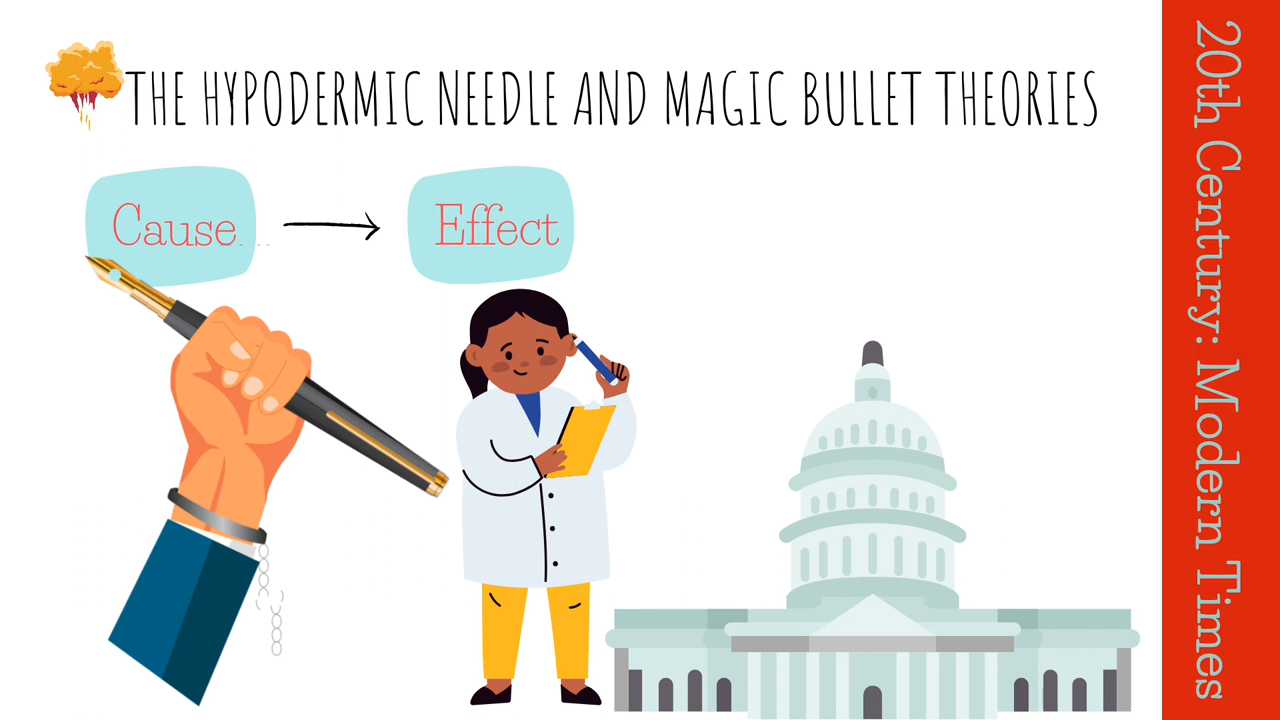 THE HYPODERMIC NEEDLE AND MAGIC BULLET THEORIES
Cause
Effect
20th Century: Modern Times